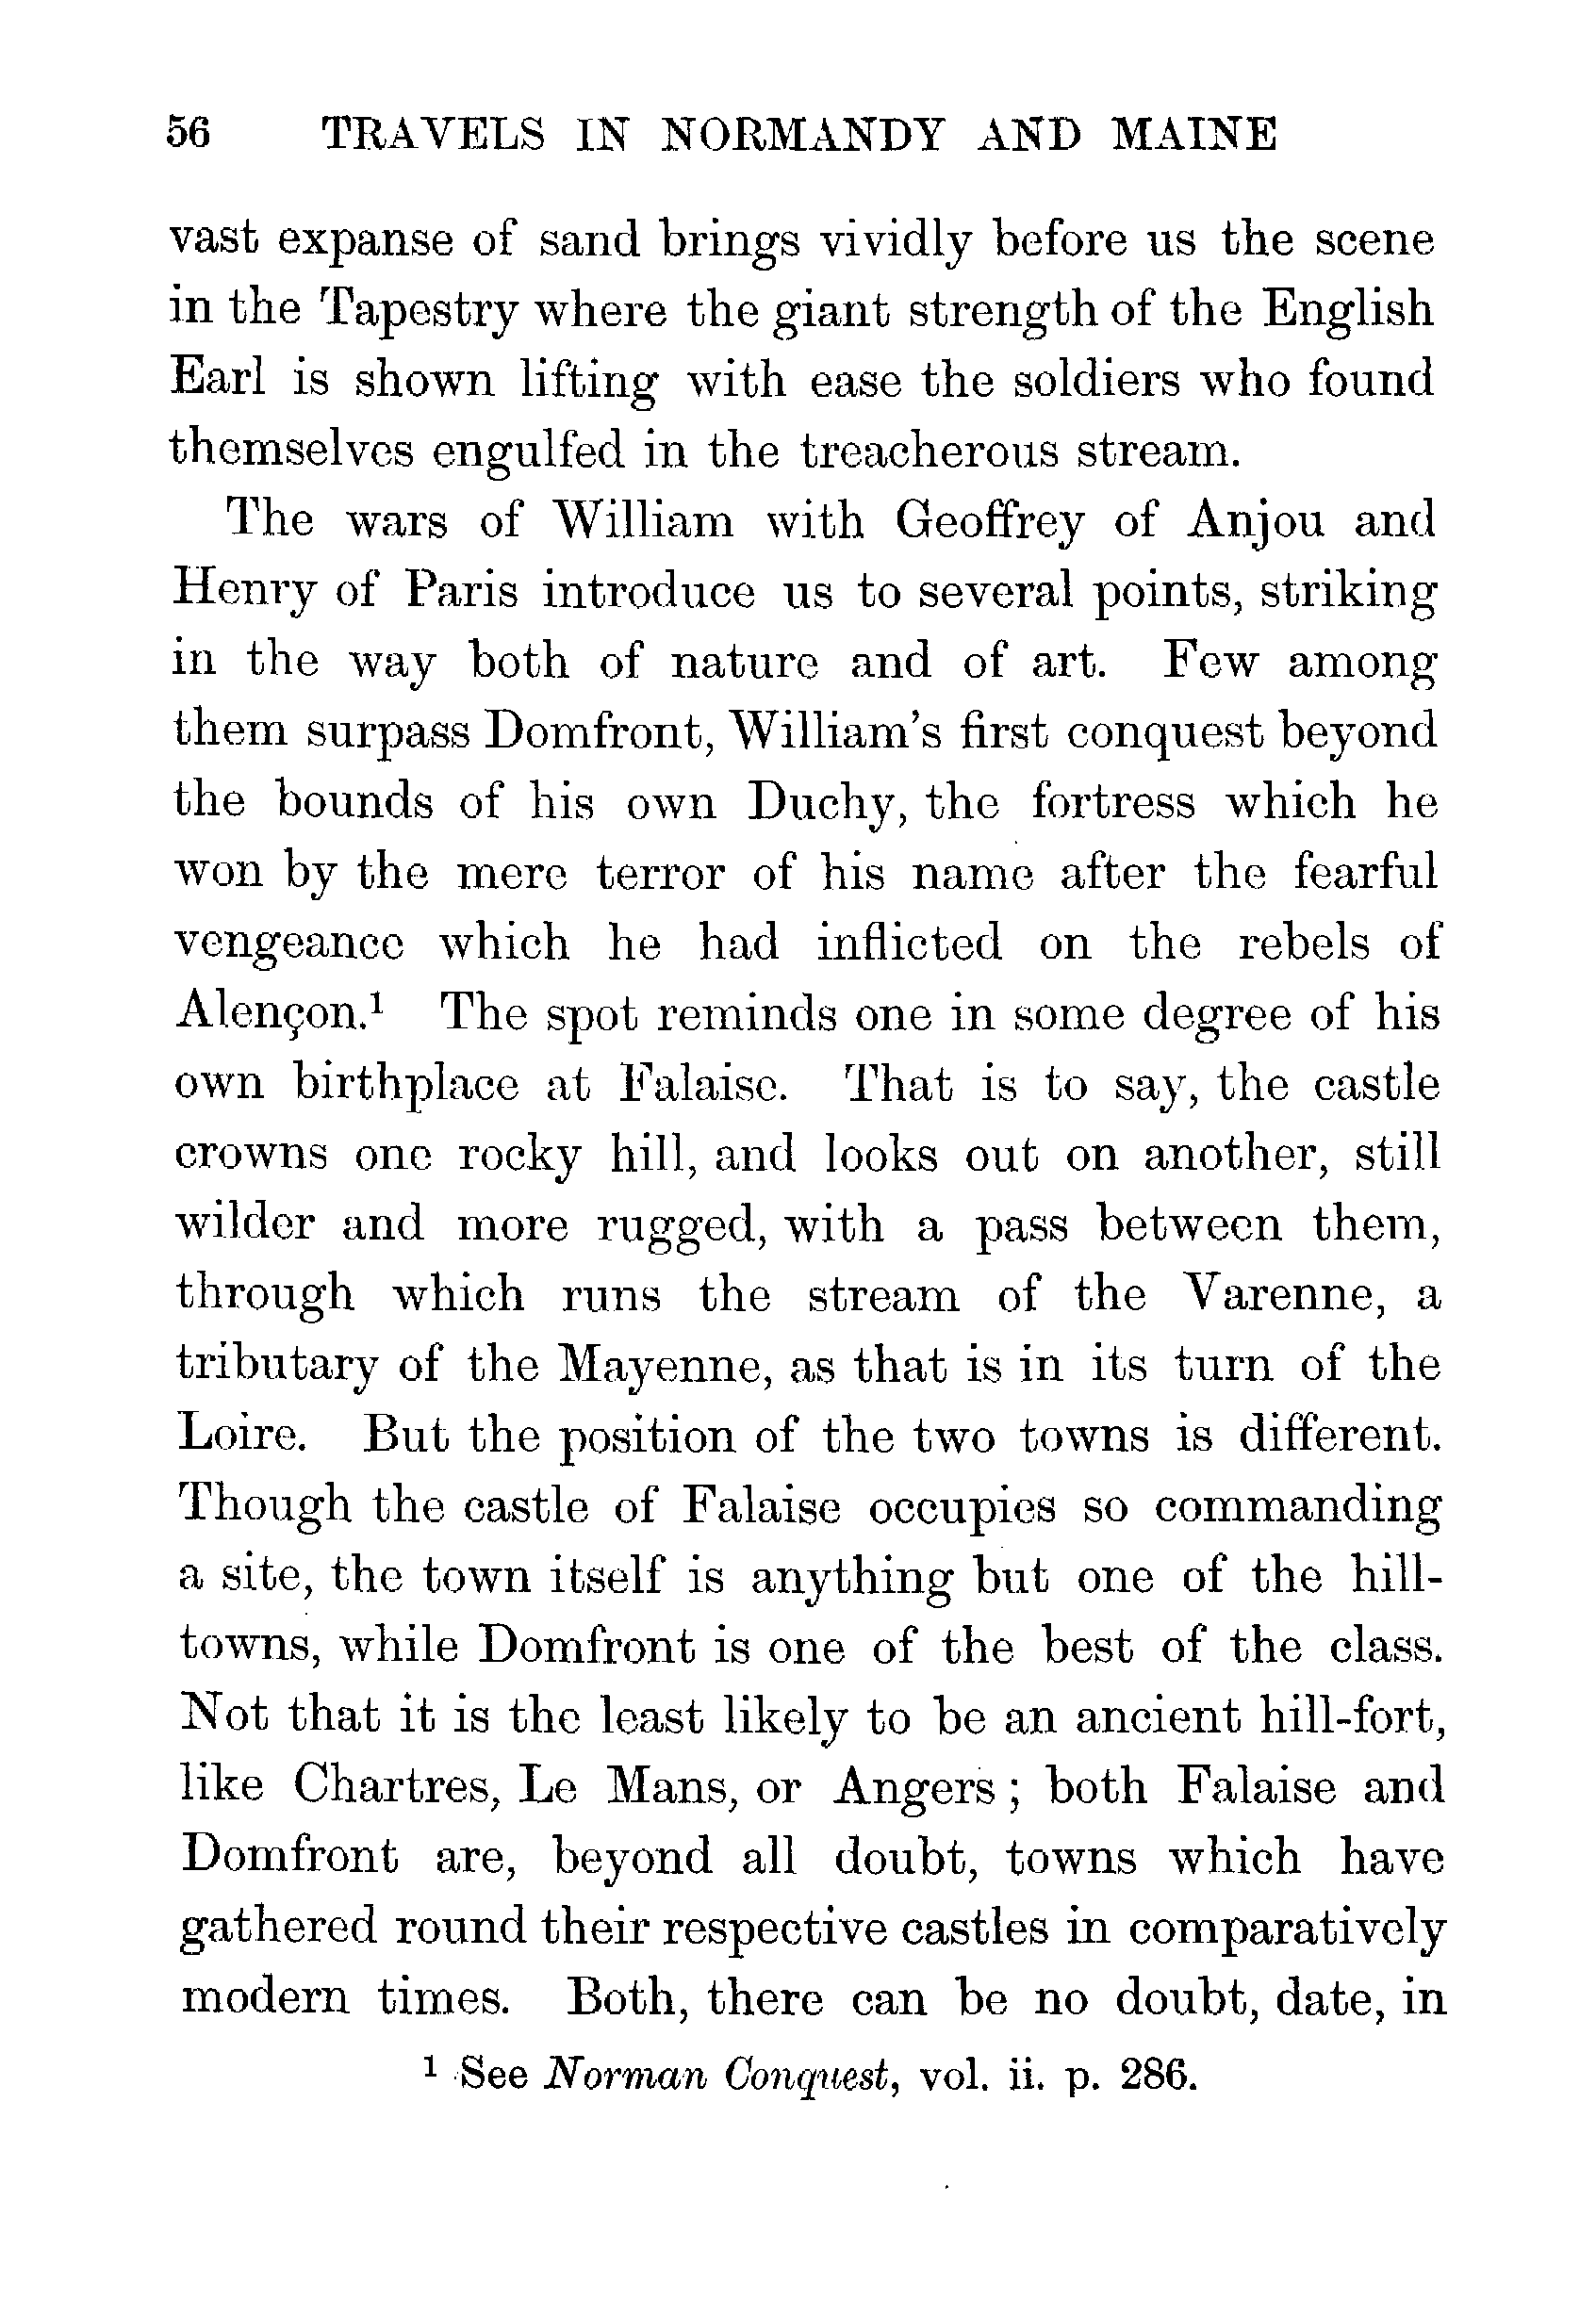 56 TRAVELS IN NORMANDY AND MAINE
vast expanse of sand brings vividly before us the scene
in the Tapestry where the giant strength of the English
Earl is shown lifting with ease the soldiers who found
themselves engulfed in the treacherous stream.
The wars of William with Geoffrey of Anjou and
Henry of Paris introduce us to several points, striking
in the way both of nature and of art. Few among
them surpass Domfront, William's first conquest beyond
the bounds of his own Duchy, the fortress which he
won by the mere terror of his name after the fearful
vengeance which he had inflicted on the rebels of
Alençon.¹ The spot reminds one in some degree of his
own birthplace at Falaise. That is to say, the castle
crowns one rocky hill, and looks out on another, still
wilder and more rugged, with a pass between them,
through which runs the stream of the Varenne, a
tributary of the Mayenne, as that is in its turn of the
Loire. But the position of the two towns is different.
Though the castle of Falaise occupies so commanding
a site, the town itself is anything but one of the hill-
towns, while Domfront is one of the best of the class.
Not that it is the least likely to be an ancient hill-fort,
like Chartres, Le Mans, or Angers; both Falaise and
Domfront are, beyond all doubt, towns which have
gathered round their respective castles in comparatively
modern times. Both, there can be no doubt, date, in
¹ See Norman Conquest, vol. ii. p. 286.